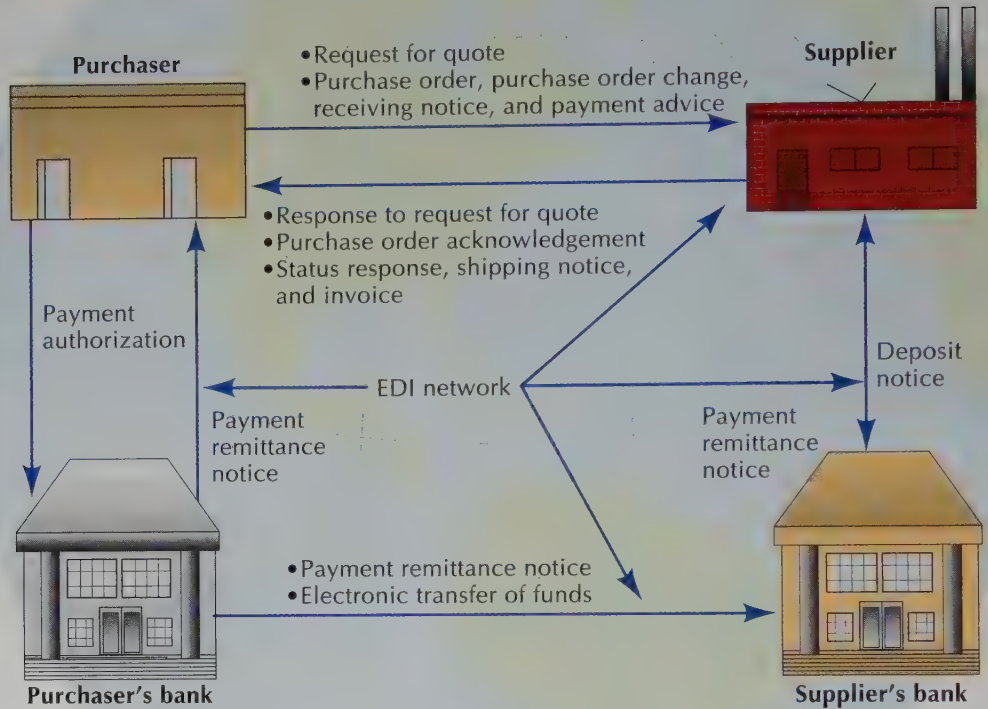 Purchaser
• Request for quote
• Purchase order, purchase order change,
receiving notice, and payment advice
Supplier
• Response to request for quote
• Purchase order acknowledgement
• Status response, shipping notice,
and invoice
Payment
authorization
EDI network
Deposit
notice
Payment
remittance
notice
Payment
remittance
notice
• Payment remittance notice
• Electronic transfer of funds
Purchaser's bank
Supplier's bank